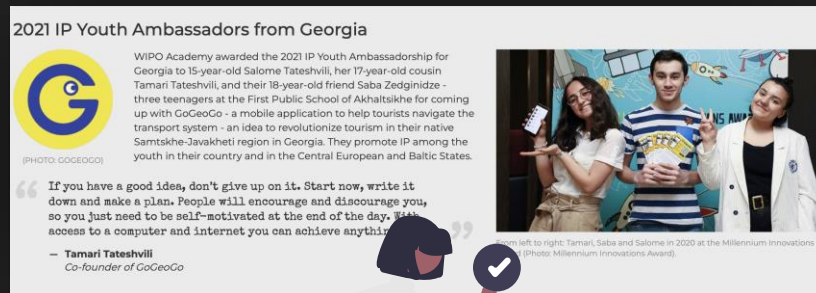 2021 IP Youth Ambassadors from Georgia
WIPO Academy awarded the 2021 IP Youth Ambassadorship for
Georgia to 15-year-old Salome Tateshvili, her 17-year-old cousin
Tamari Tateshvili, and their 18-year-old friend Saba Zedginidze -
three teenagers at the First Public School of Akhaltsikhe for coming
up with GoGeoGo - a mobile application to help tourists navigate the
transport system - an idea to revolutionize tourism in their native
Samtskhe-Javakheti region in Georgia. They promote IP among the
youth in their country and in the Central European and Baltic States.
(PHOTO: GOGEOGO)
“ If you have a good idea, don’t give up on it. Start now, write it
down and make a plan. People will encourage and discourage you,
so you just need to be self-motivated at the end of the day. With
access to a computer and internet you can achieve ”
— Tamari Tateshvili
Co-founder of GoGeoGo
NS AWA
From left to right: Tamari, Saba and Salome in 2020 at the Millennium Innovations
(Photo: Millennium Innovations Award).